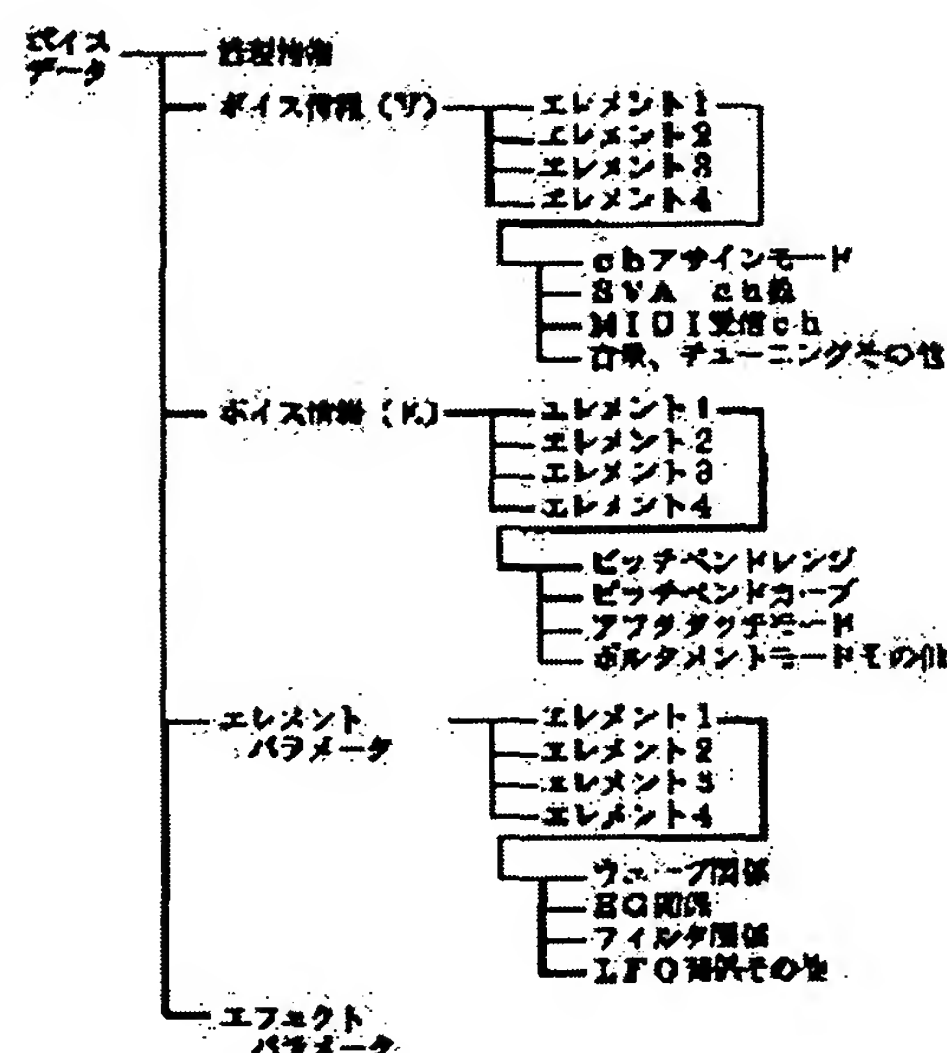 ボイス
データ
ボイス情報（V）
エレメント1
エレメント2
エレメント3
エレメント4
chアサインモード
ch数
MIDI受信ch
音域、チューニングその他
ボイス情報
エレメント1
エレメント2
エレメント3
エレメント4
ピッチベンドレンジ
ピッチベンドカーブ
アフタタッチモード
ポルタメントモードその他
エレメント
パラメータ
エレメント1
エレメント2
エレメント3
エレメント4
ウェーブ関係
EG関係
フィルタ関係
LFO関係その他
エフェクト
パラメータ